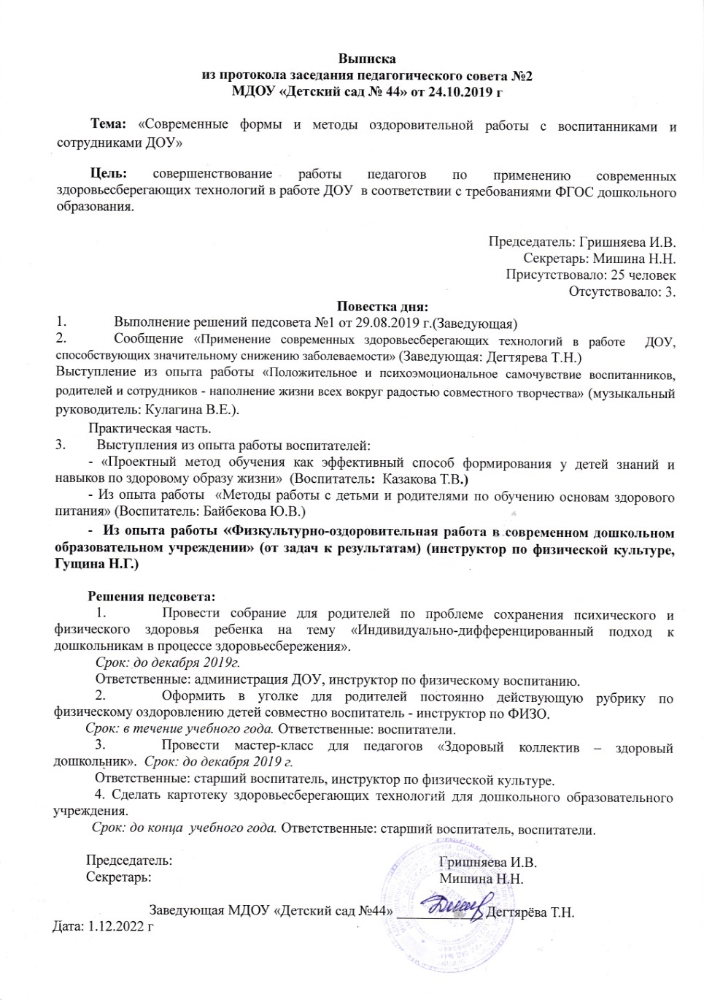 Выписка
из протокола заседания педагогического совета №2
МДОУ «Детский сад № 44» от 24.10.2019 г
Тема: «Современные формы и методы оздоровительной работы с воспитанниками и
сотрудниками ДОУ»
Цель: совершенствование работы педагогов по применению современных
здоровьесберегающих технологий в работе ДОУ в соответствии с требованиями ФГОС дошкольного
образования.
Председатель: Гришняева И.В.
Секретарь: Мишина Н.Н.
Присутствовало: 25 человек
Отсутствовало: 3.
Повестка дня:
1. Выполнение решений педсовета №1 от 29.08.2019 г.(Заведующая)
2. Сообщение «Применение современных здоровьесберегающих технологий в работе ДОУ,
способствующих значительному снижению заболеваемости» (Заведующая: Дегтярева Т.Н.)
Выступление из опыта работы «Положительное и психоэмоциональное самочувствие воспитанников,
родителей и сотрудников - наполнение жизни всех вокруг радостью совместного творчества» (музыкальный
руководитель: Кулагина В.Е.).
Практическая часть.
3. Выступления из опыта работы воспитателей:
- «Проектный метод обучения как эффективный способ формирования у детей знаний и
навыков по здоровому образу жизни» (Воспитатель: Казакова Т.В.)
- Из опыта работы «Методы работы с детьми и родителями по обучению основам здорового
питания» (Воспитатель: Байбекова Ю.В.)
- Из опыта работы «Физкультурно-оздоровительная работа в современном дошкольном
образовательном учреждении» (от задач к результатам) (инструктор по физической культуре,
Гущина Н.Г.)
Решения педсовета:
1. Провести собрание для родителей по проблеме сохранения психического и
физического здоровья ребенка на тему «Индивидуально-дифференцированный подход к
дошкольникам в процессе здоровьесбережения».
Срок: до декабря 2019г.
Ответственные: администрация ДОУ, инструктор по физическому воспитанию.
2. Оформить в уголке для родителей постоянно действующую рубрику по
физическому оздоровлению детей совместно воспитатель - инструктор по ФИЗО.
Срок: в течение учебного года. Ответственные: воспитатели.
3. Провести мастер-класс для педагогов «Здоровый коллектив – здоровый
дошкольник». Срок: до декабря 2019 г.
Ответственные: старший воспитатель, инструктор по физической культуре.
4. Сделать картотеку здоровьесберегающих технологий для дошкольного образовательного
учреждения.
Срок: до конца учебного года. Ответственные: старший воспитатель, воспитатели.
Председатель: Гришняева И.В.
Секретарь: Мишина Н.Н.
Заведующая МДОУ «Детский сад №44» ____________ Дегтярёва Т.Н.
Дата: 1.12.2022 г